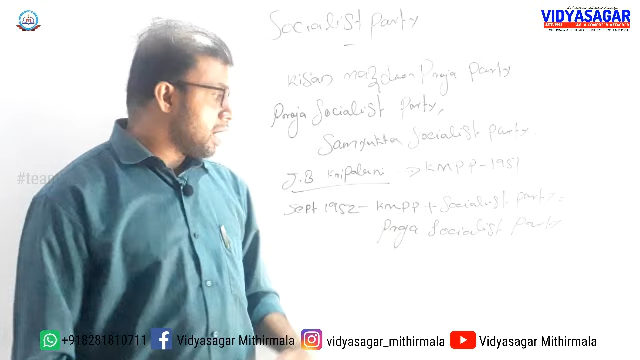 VIDYASAGAR
Socialist Party
Kisan Mazdoor Praja Party
Praja Socialist Party,
Samyukta Socialist Party.
J.B Kripalani ⇒ KMPP - 1951
Sept 1952 - KMPP + Socialist Party =
Praja Socialist Party
#tea
+918281810711 Vidyasagar Mithirmala vidyasagar_mithirmala Vidyasagar Mithirmala